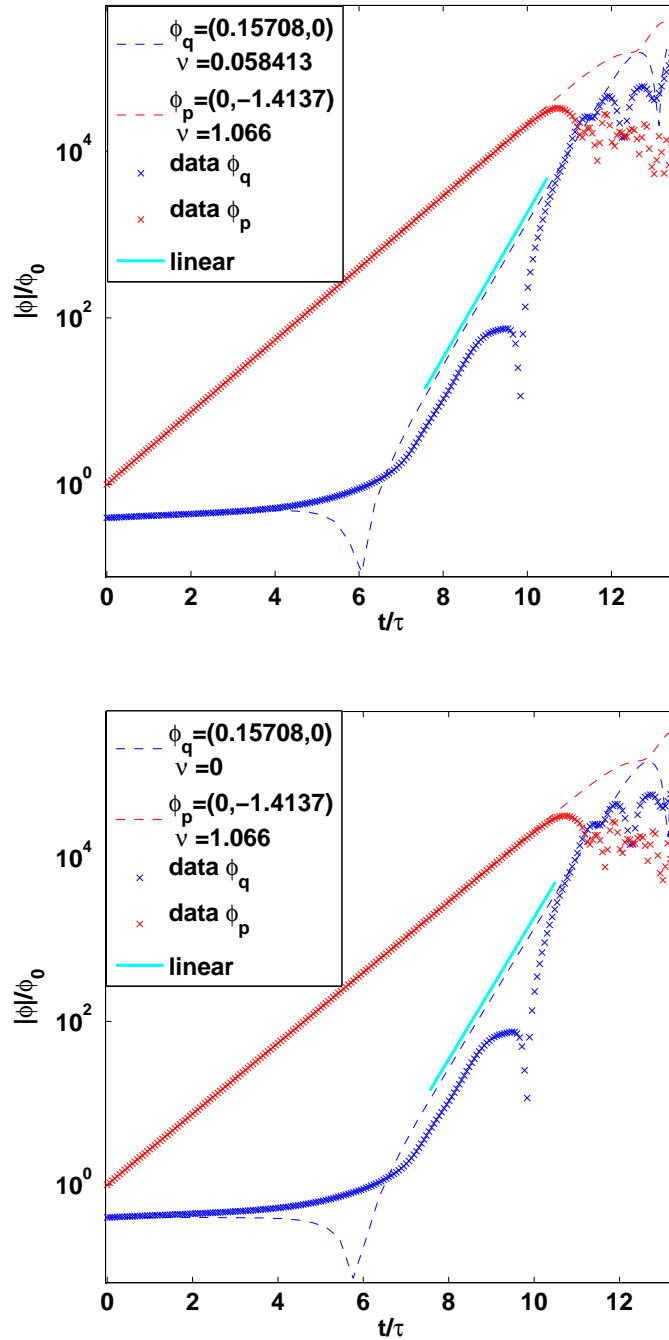 ϕq=(0.15708,0)
ν =0.058413
ϕp=(0,−1.4137)
ν =1.066
data ϕq
data ϕp
linear
10^4
10^2
10^0
|ϕ|/ϕ0
0 2 4 6 8 10 12
t/τ
ϕq=(0.15708,0)
ν =0
ϕp=(0,−1.4137)
ν =1.066
data ϕq
data ϕp
linear
10^4
10^2
10^0
|ϕ|/ϕ0
0 2 4 6 8 10 12
t/τ